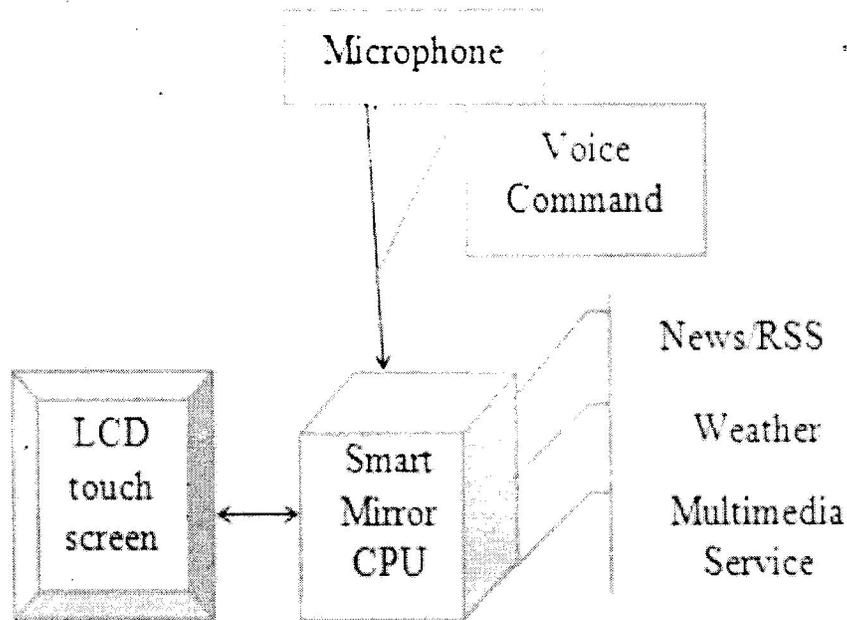 Microphone
Voice
Command
News/RSS
Weather
Multimedia
Service
LCD
touch
screen
Smart
Mirror
CPU